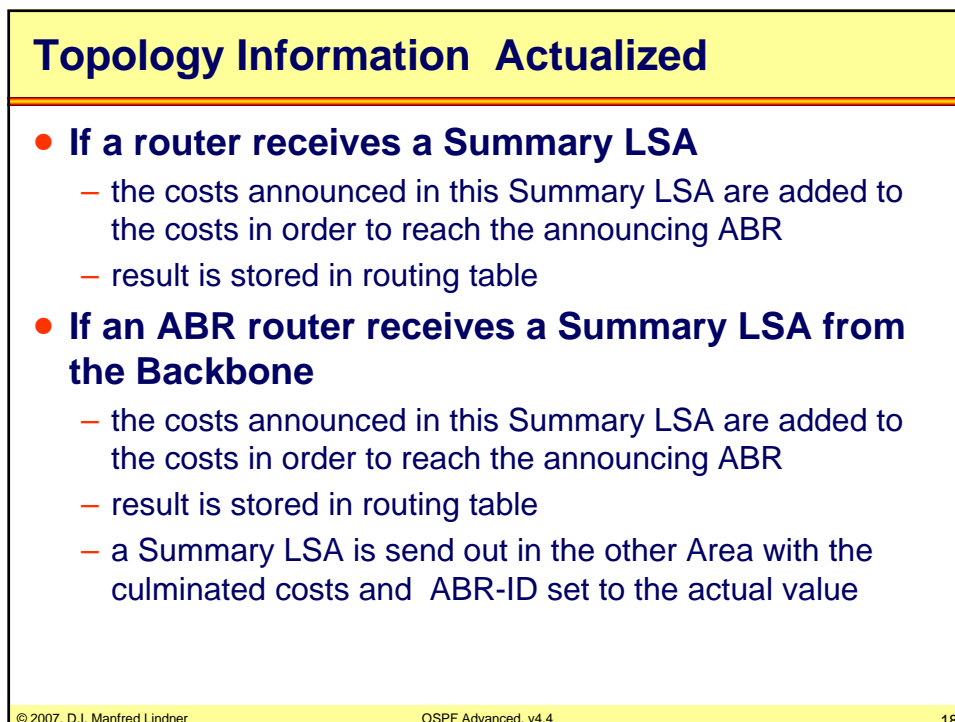 Topology Information  Actualized
• If a router receives a Summary LSA
– the costs announced in this Summary LSA are added to
the costs in order to reach the announcing ABR
– result is stored in routing table
• If an ABR router receives a Summary LSA from
the Backbone
– the costs announced in this Summary LSA are added to
the costs in order to reach the announcing ABR
– result is stored in routing table
– a Summary LSA is send out in the other Area with the
culminated costs and  ABR-ID set to the actual value
© 2007, D.I. Manfred Lindner
OSPF Advanced, v4.4
18